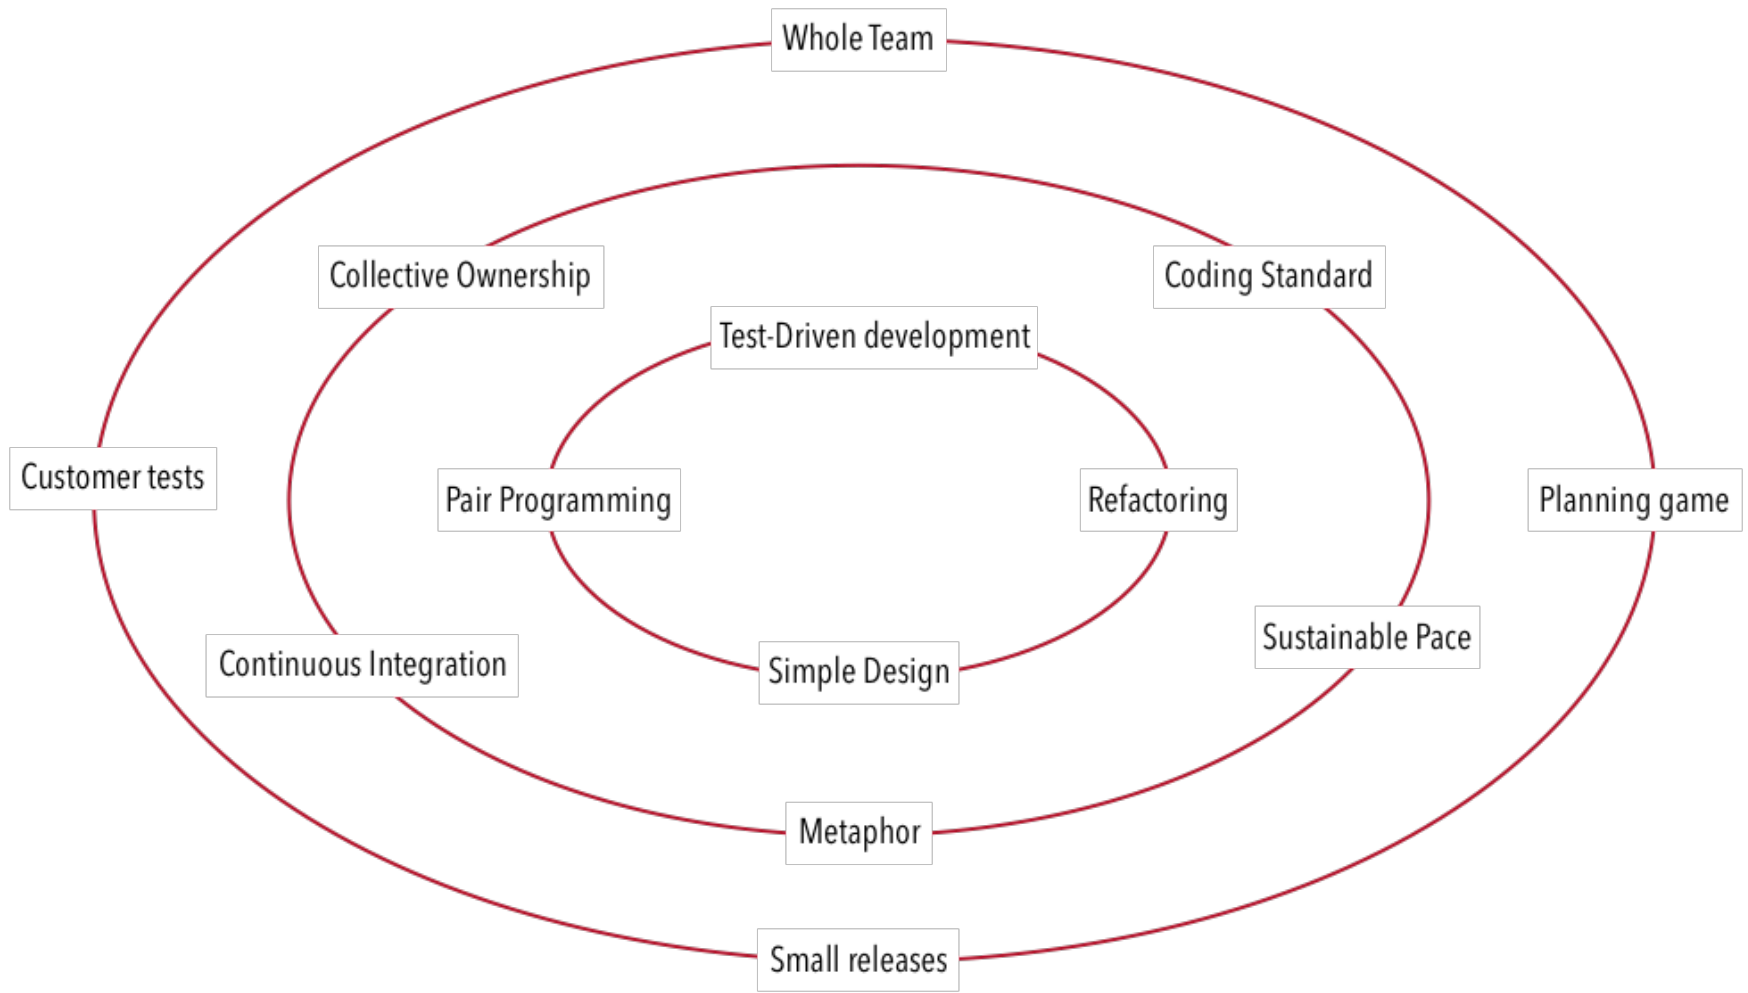 Whole Team
Collective Ownership
Coding Standard
Test-Driven development
Customer tests
Pair Programming
Refactoring
Planning game
Continuous Integration
Sustainable Pace
Simple Design
Metaphor
Small releases